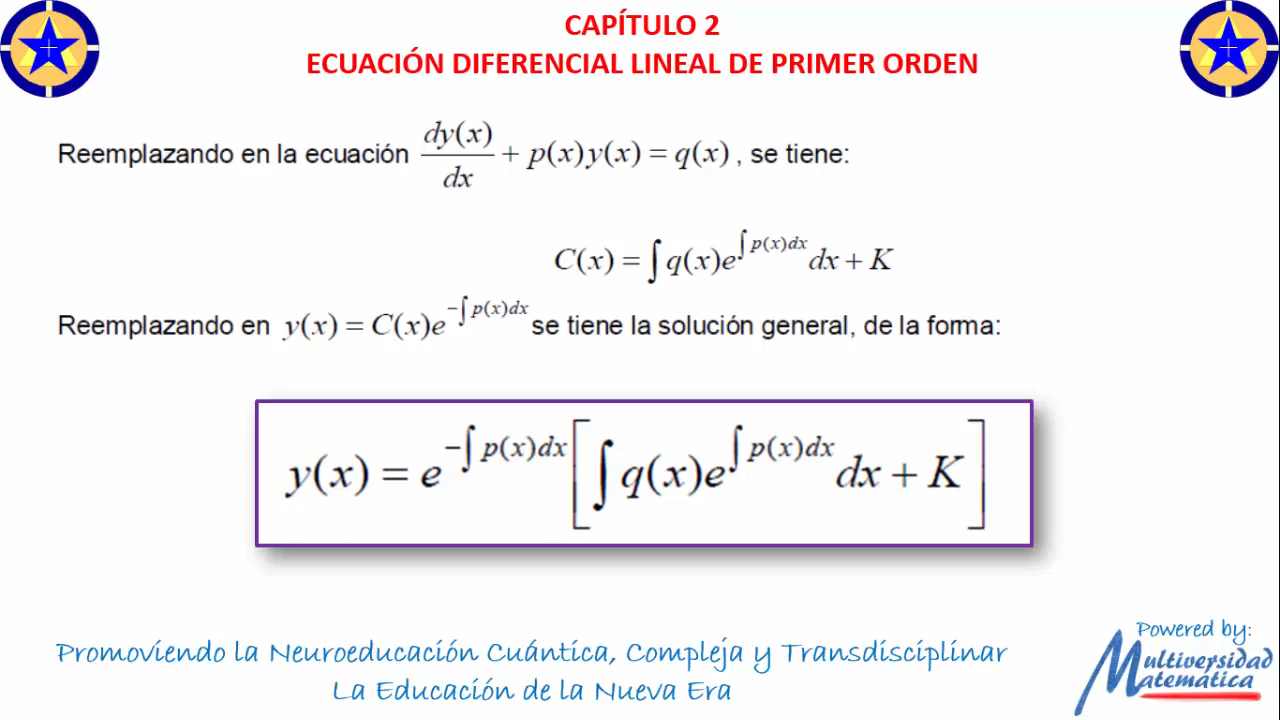 CAPÍTULO 2
ECUACIÓN DIFERENCIAL LINEAL DE PRIMER ORDEN
Reemplazando en la ecuación dy(x)/dx + p(x)y(x) = q(x) , se tiene:
C(x) = ∫ q(x)e^{∫ p(x)dx} dx + K
Reemplazando en y(x) = C(x)e^{−∫ p(x)dx} se tiene la solución general, de la forma:
y(x) = e^{−∫ p(x)dx} [ ∫ q(x)e^{∫ p(x)dx} dx + K ]
Promoviendo la Neuroeducación Cuántica, Compleja y Transdisciplinar
La Educación de la Nueva Era
Powered by:
Multiversidad
Matemática